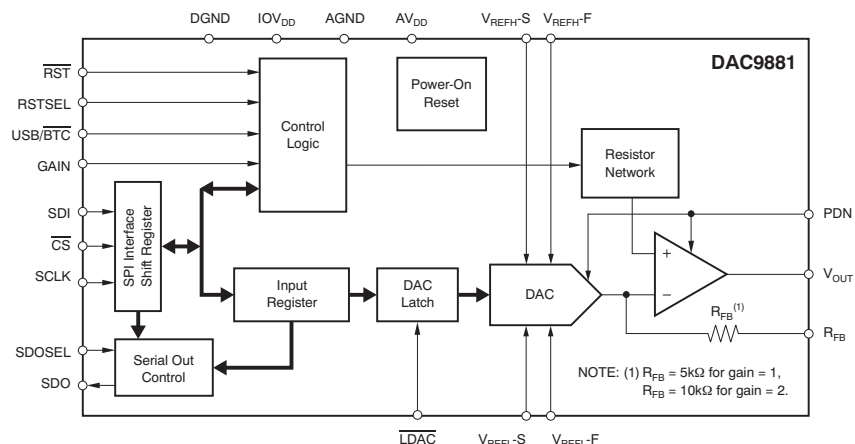 DGND IOVDD AGND AVDD VREFH-S VREFH-F
DAC9881
RST
RSTSEL
USB/BTC
GAIN
SDI
CS
SCLK
SDOSEL
SDO
Control
Logic
Power-On
Reset
Resistor
Network
SPI Interface
Shift Register
Input
Register
DAC
Latch
DAC
Serial Out
Control
+
−
PDN
VOUT
RFB(1)
RFB
NOTE: (1) RFB = 5kΩ for gain = 1,
RFB = 10kΩ for gain = 2.
LDAC VREFL-S VREFL-F